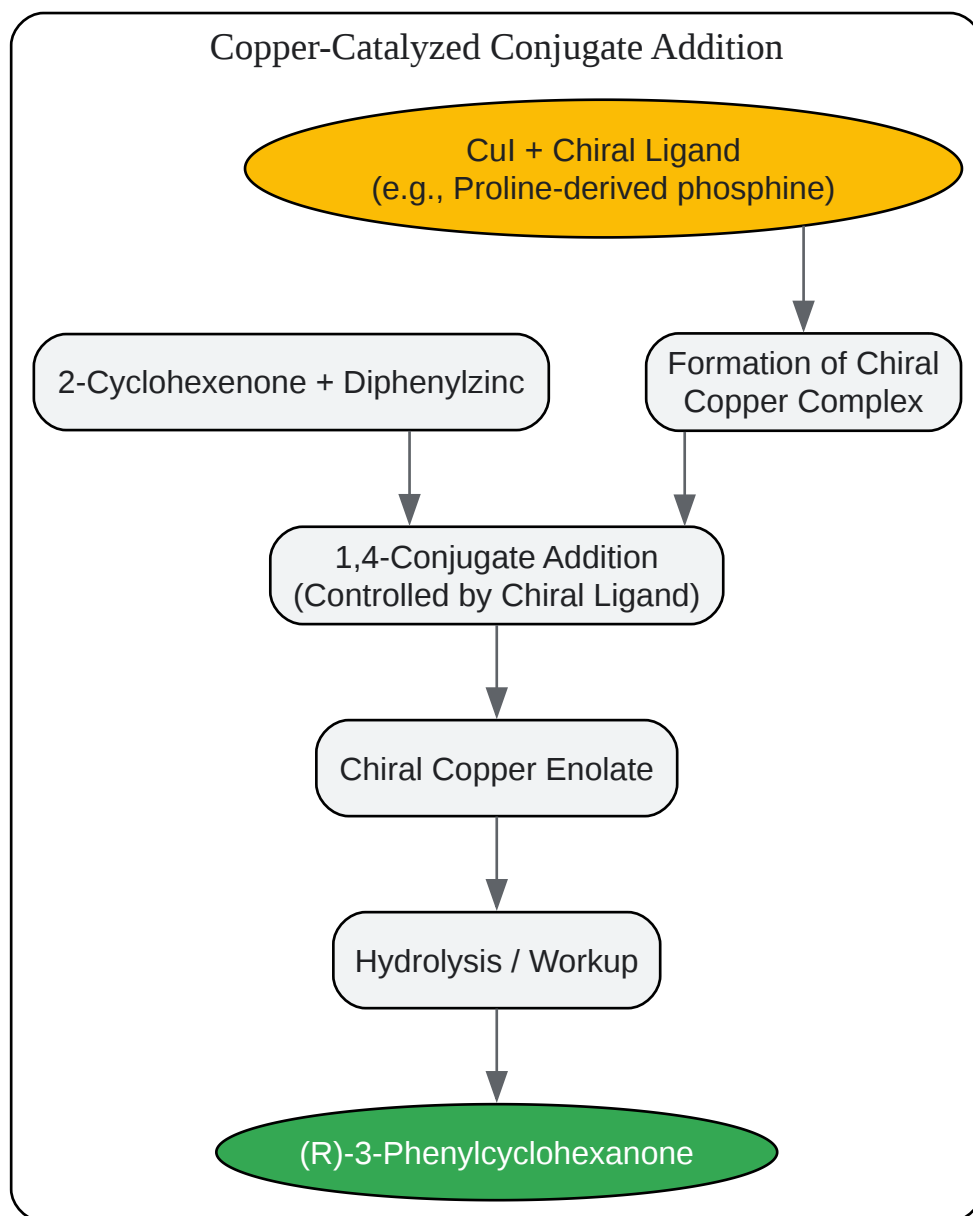 Copper-Catalyzed Conjugate Addition
CuI + Chiral Ligand
(e.g., Proline-derived phosphine)
2-Cyclohexenone + Diphenylzinc
Formation of Chiral
Copper Complex
1,4-Conjugate Addition
(Controlled by Chiral Ligand)
Chiral Copper Enolate
Hydrolysis / Workup
(R)-3-Phenylcyclohexanone